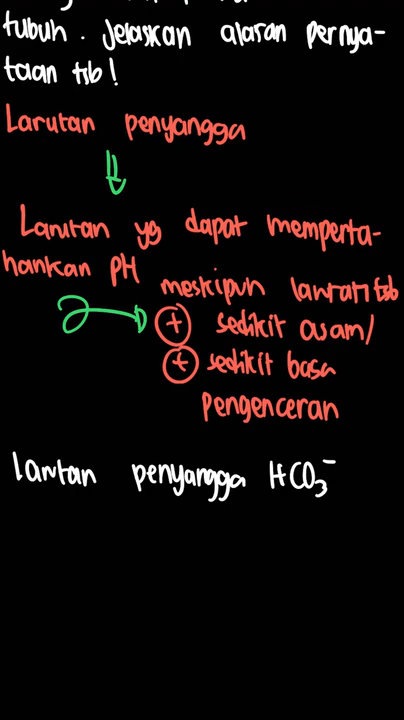 tubuh. Jelaskan alasan pernya-
taan tsb!
Larutan penyangga
Larutan yg dapat memperta-
hankan pH meskipun larutan tsb
+ sedikit asam/
+ sedikit basa
pengenceran
larutan penyangga HCO₃⁻